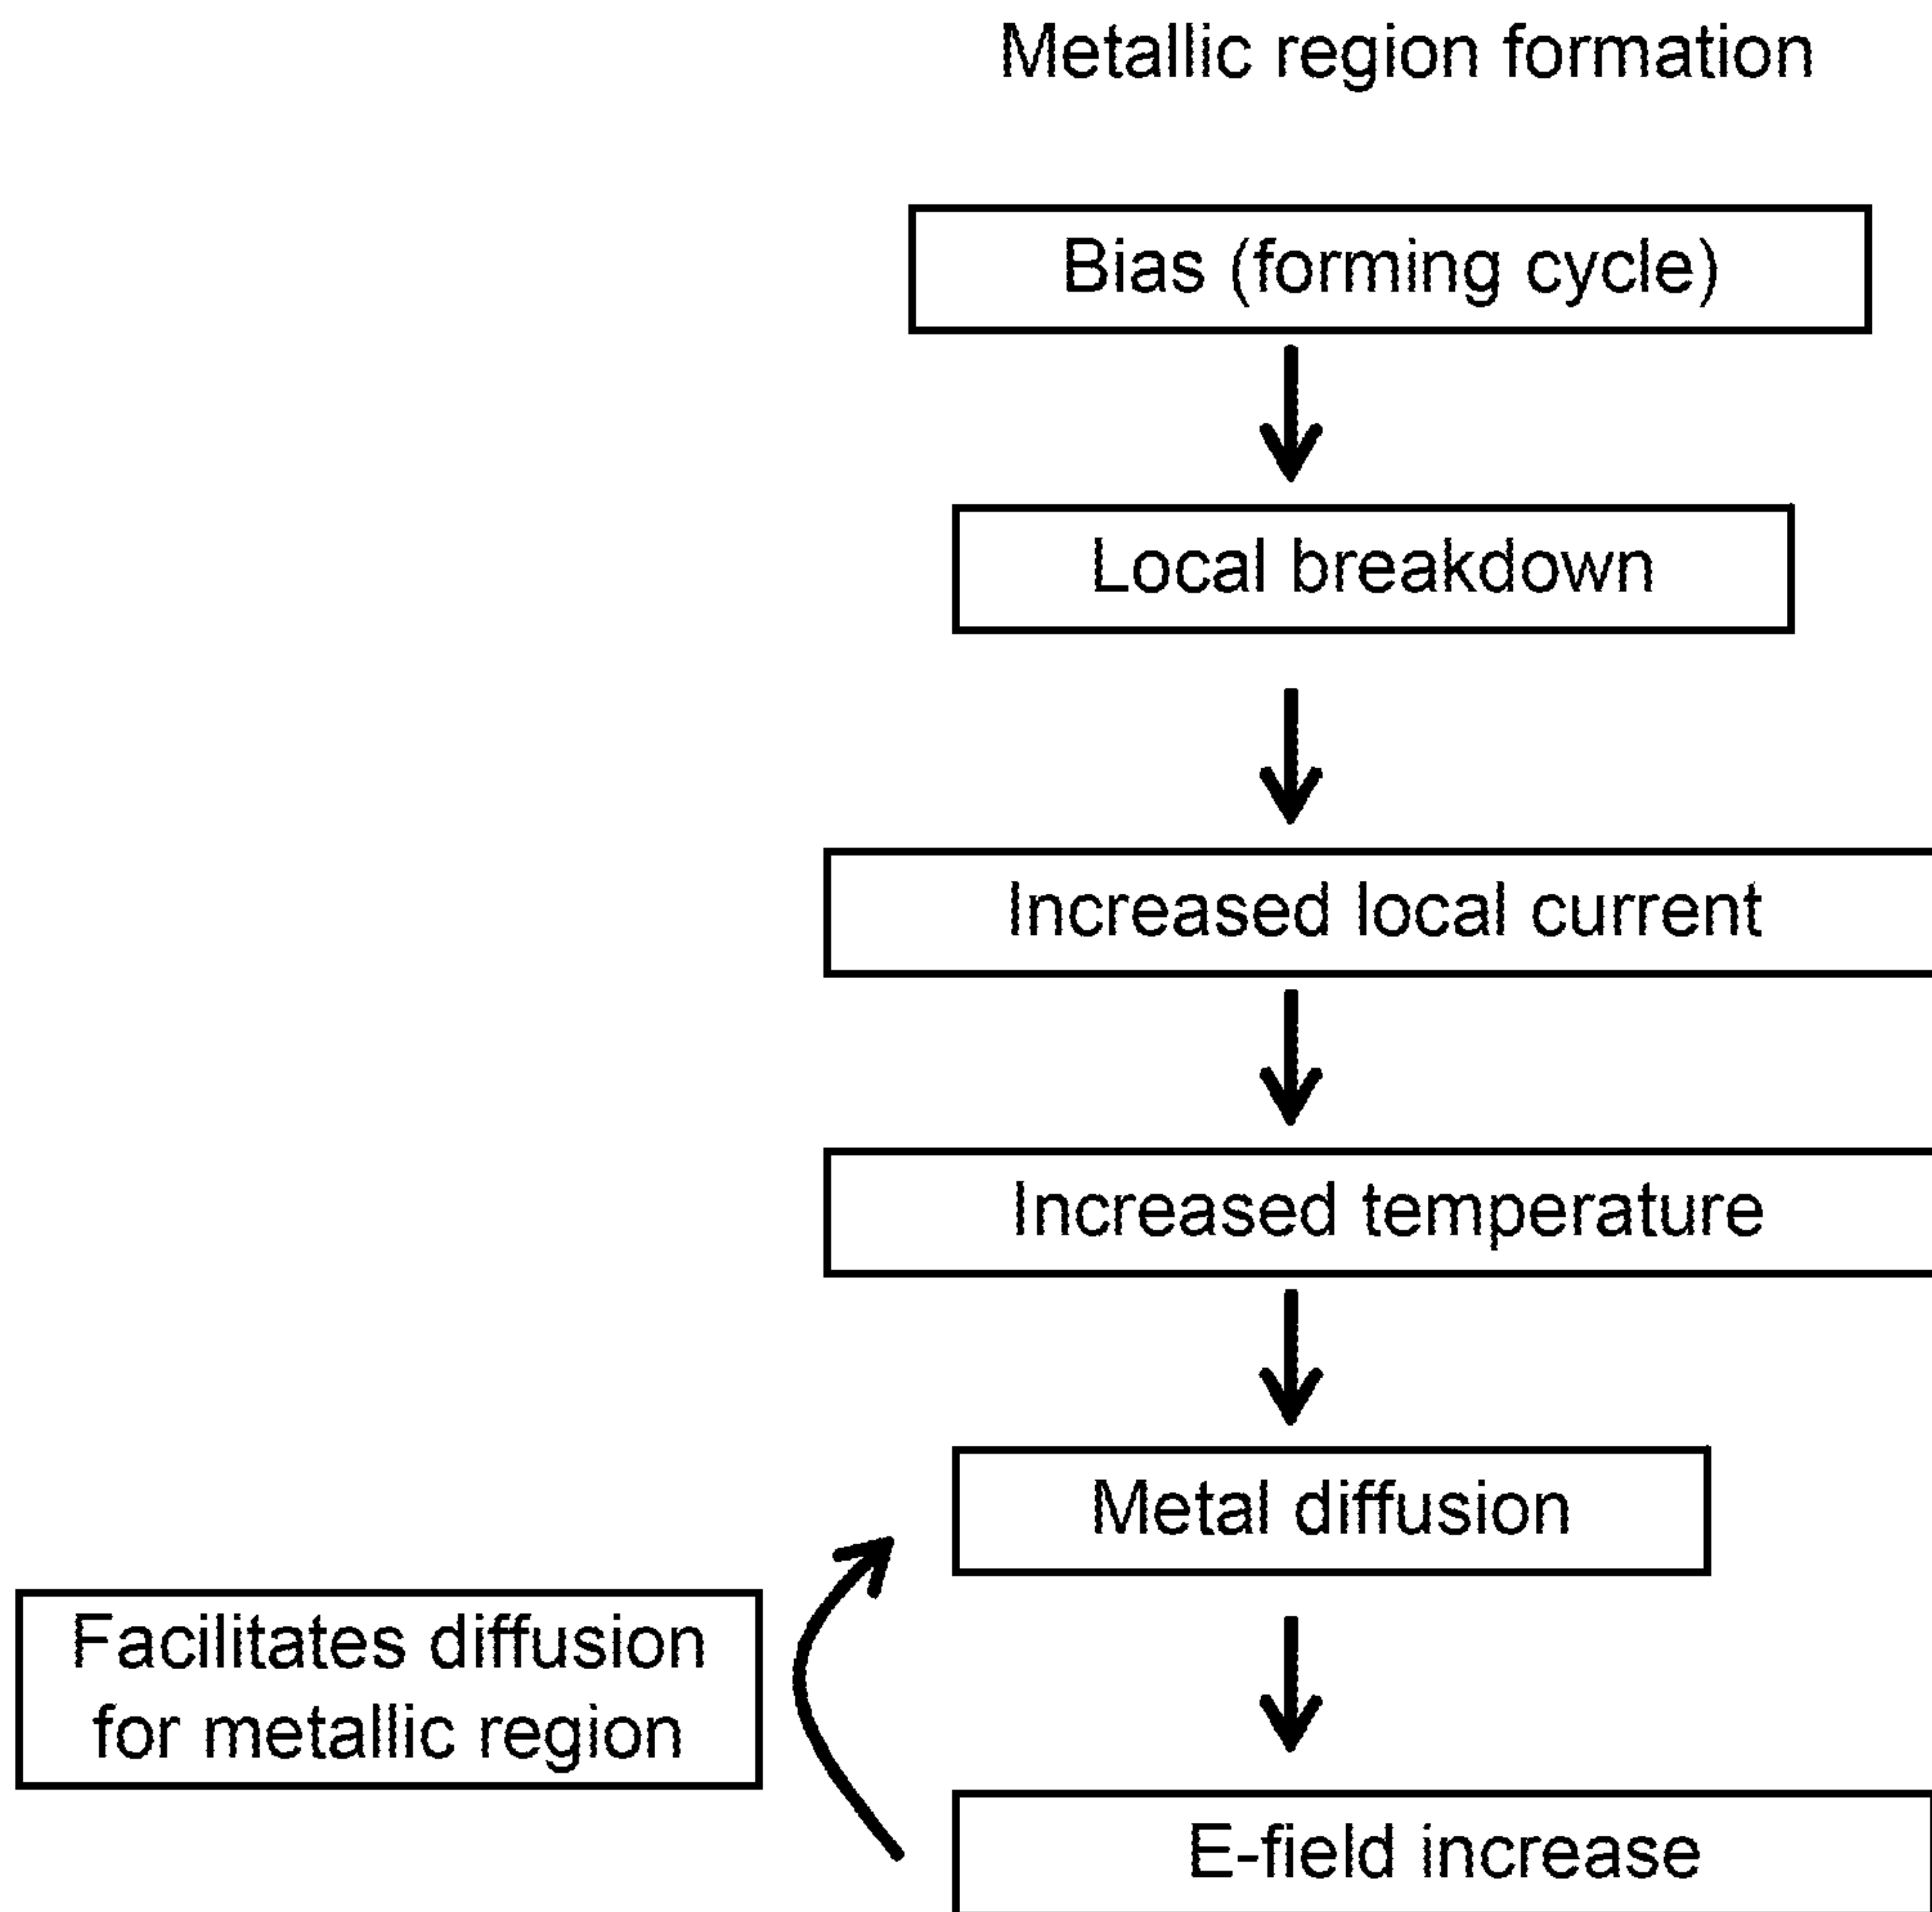 Metallic region formation
Bias (forming cycle)
Local breakdown
Increased local current
Increased temperature
Metal diffusion
Facilitates diffusion
for metallic region
E-field increase